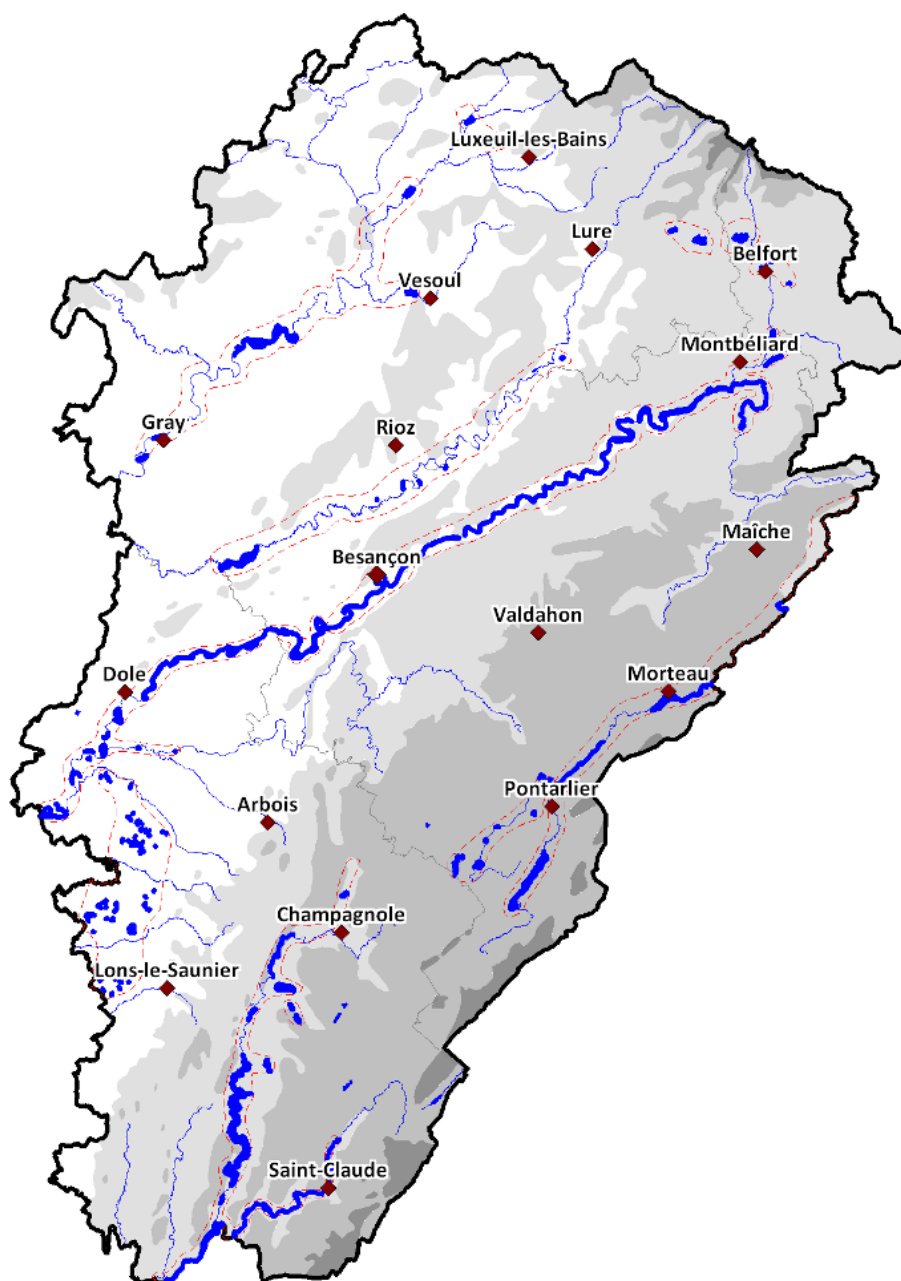 Luxeuil-les-Bains
Lure
Belfort
Vesoul
Montbéliard
Gray
Rioz
Maîche
Besançon
Valdahon
Dole
Morteau
Pontarlier
Arbois
Champagnole
Lons-le-Saunier
Saint-Claude